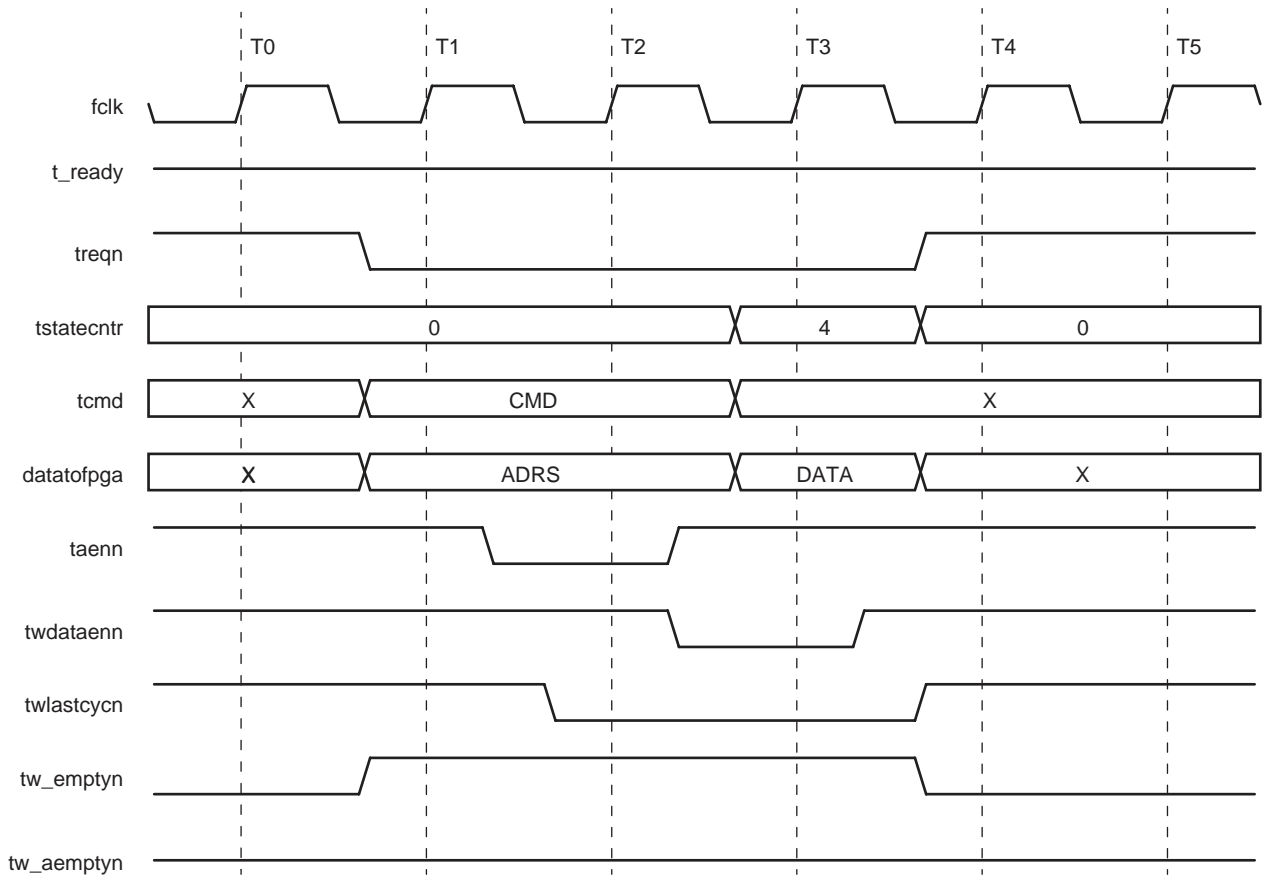 T0 T1 T2 T3 T4 T5
fclk
t_ready
treqn
tstatecntr 0 4 0
tcmd X CMD X
datatofpga X ADRS DATA X
taenn
twdataenn
twlastcycn
tw_emptyn
tw_aemptyn